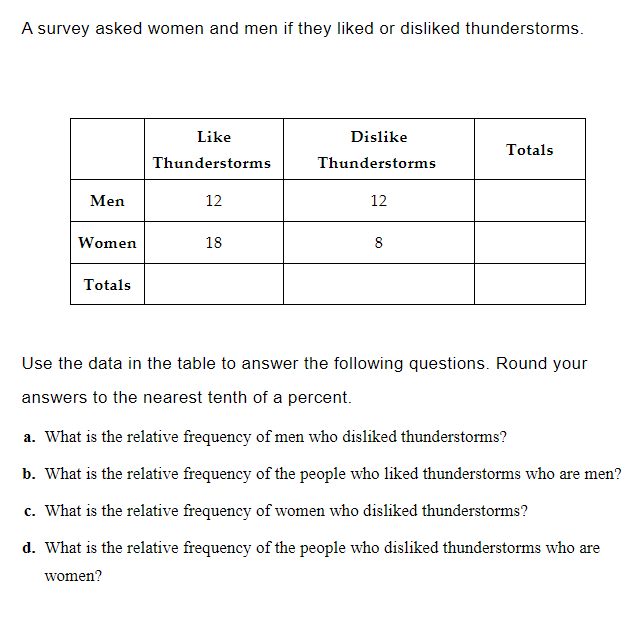 A survey asked women and men if they liked or disliked thunderstorms.
Like Thunderstorms Dislike Thunderstorms Totals
Men 12 12
Women 18 8
Totals
Use the data in the table to answer the following questions. Round your
answers to the nearest tenth of a percent.
a. What is the relative frequency of men who disliked thunderstorms?
b. What is the relative frequency of the people who liked thunderstorms who are men?
c. What is the relative frequency of women who disliked thunderstorms?
d. What is the relative frequency of the people who disliked thunderstorms who are
women?